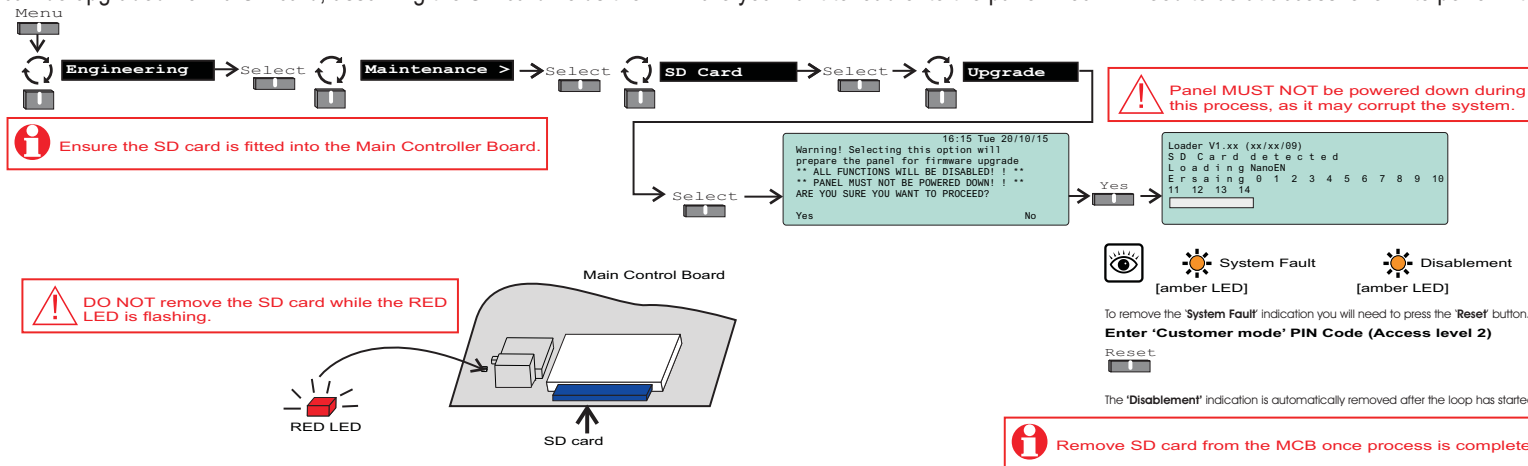 Menu
Engineering
Select
Maintenance >
Select
SD Card
Select
Upgrade
Panel MUST NOT be powered down during
this process, as it may corrupt the system.
Ensure the SD card is fitted into the Main Controller Board.
Select
16:15 Tue 20/10/15
Warning! Selecting this option will
prepare the panel for firmware upgrade
** ALL FUNCTIONS WILL BE DISABLED! ! **
** PANEL MUST NOT BE POWERED DOWN! ! **
ARE YOU SURE YOU WANT TO PROCEED?
Yes No
Yes
Loader V1.xx (xx/xx/09)
SD Card detected
Loading NanoEN
Ersaing 0 1 2 3 4 5 6 7 8 9 10
11 12 13 14
System Fault
[amber LED]
Disablement
[amber LED]
To remove the 'System Fault' indication you will need to press the 'Reset' button.
Enter 'Customer mode' PIN Code (Access level 2)
Reset
The 'Disablement' indication is automatically removed after the loop has started
Remove SD card from the MCB once process is complete
DO NOT remove the SD card while the RED
LED is flashing.
Main Control Board
RED LED
SD card